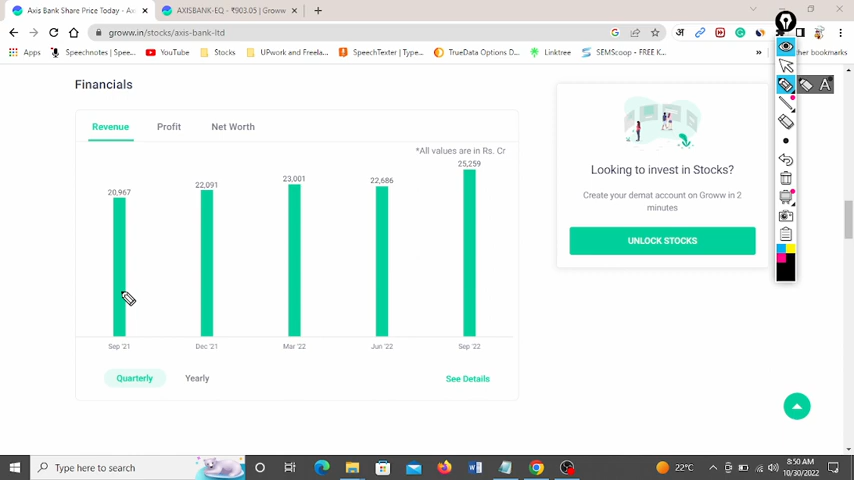 Axis Bank Share Price Today - Ax
AXISBANK-EQ - ₹903.05 | Groww
groww.in/stocks/axis-bank-ltd
Apps
Speechnotes | Spee...
YouTube
Stocks
UPwork and Freela...
SpeechTexter | Type...
TrueData Options D...
Linktree
SEMScoop - FREE K...
»
her bookmarks
Financials
Revenue
Profit
Net Worth
*All values are in Rs. Cr
20,967
22,091
23,001
22,686
25,259
Sep '21
Dec '21
Mar '22
Jun '22
Sep '22
Quarterly
Yearly
See Details
Looking to invest in Stocks?
Create your demat account on Groww in 2
minutes
UNLOCK STOCKS
A
Type here to search
22°C
8:50 AM
10/30/2022